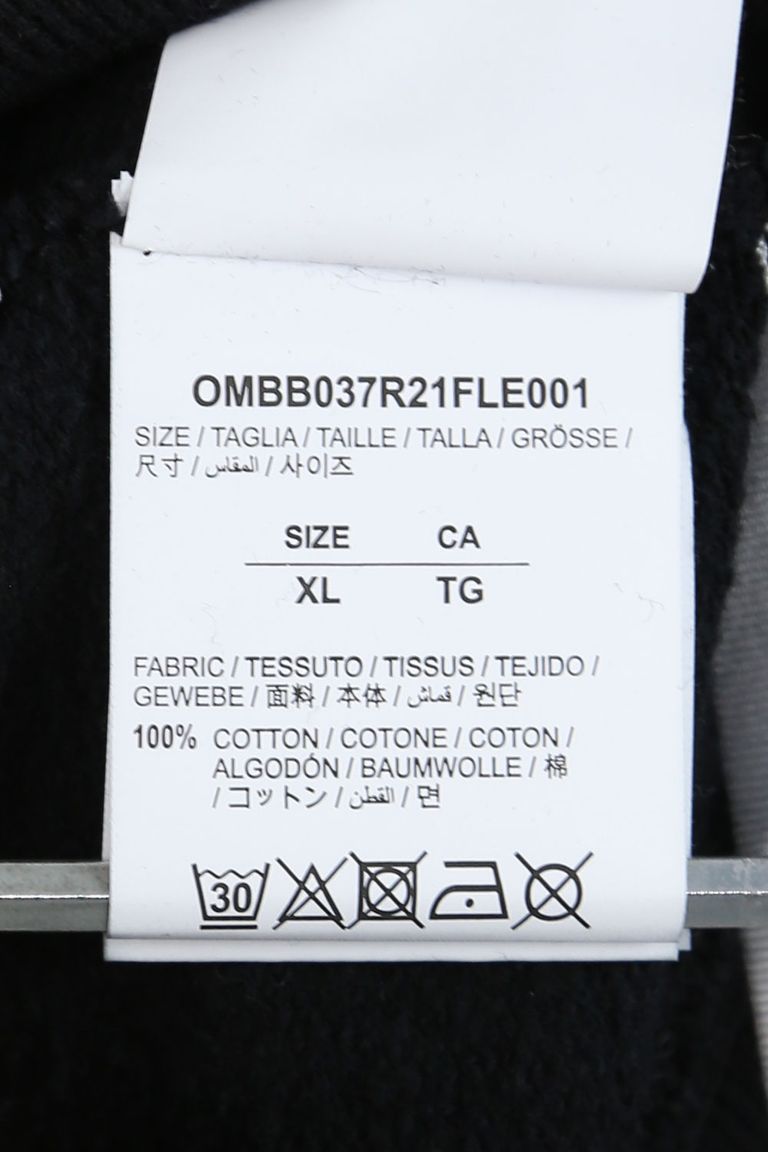 OMBB037R21FLE001
SIZE / TAGLIA / TAILLE / TALLA / GRÖSSE /
尺寸 / المقاس / 사이즈
SIZE CA
XL TG
FABRIC / TESSUTO / TISSUS / TEJIDO /
GEWEBE / 面料 / 本体 / قماش / 원단
100% COTTON / COTONE / COTON /
ALGODÓN / BAUMWOLLE / 棉
/ コットン / القطن / 면
30